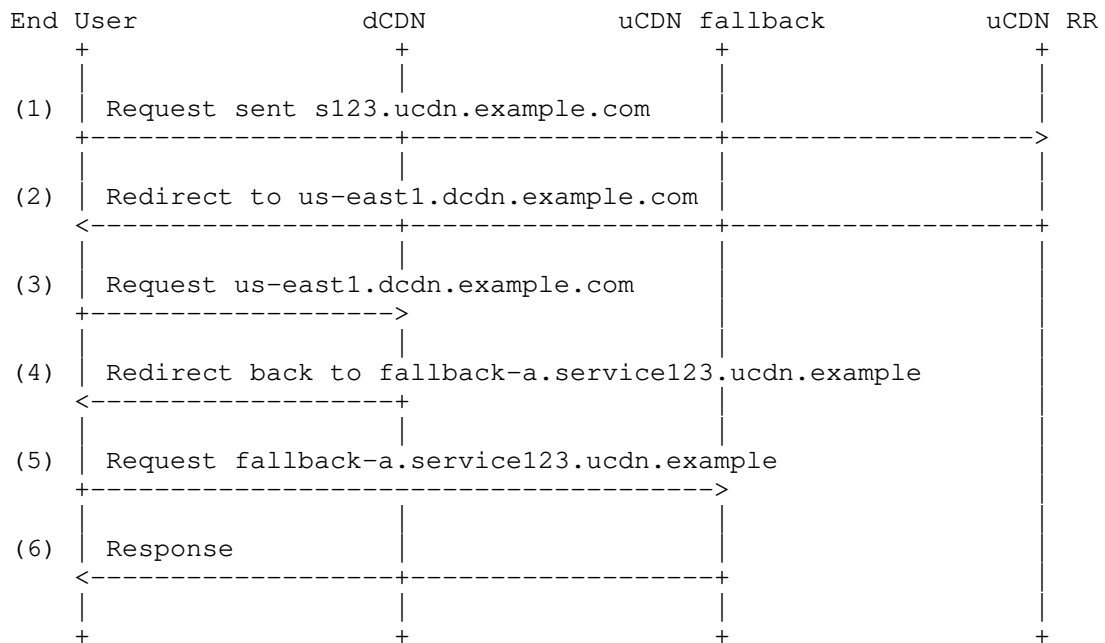 End User dCDN uCDN fallback uCDN RR
(1) Request sent s123.ucdn.example.com
(2) Redirect to us-east1.dcdn.example.com
(3) Request us-east1.dcdn.example.com
(4) Redirect back to fallback-a.service123.ucdn.example
(5) Request fallback-a.service123.ucdn.example
(6) Response